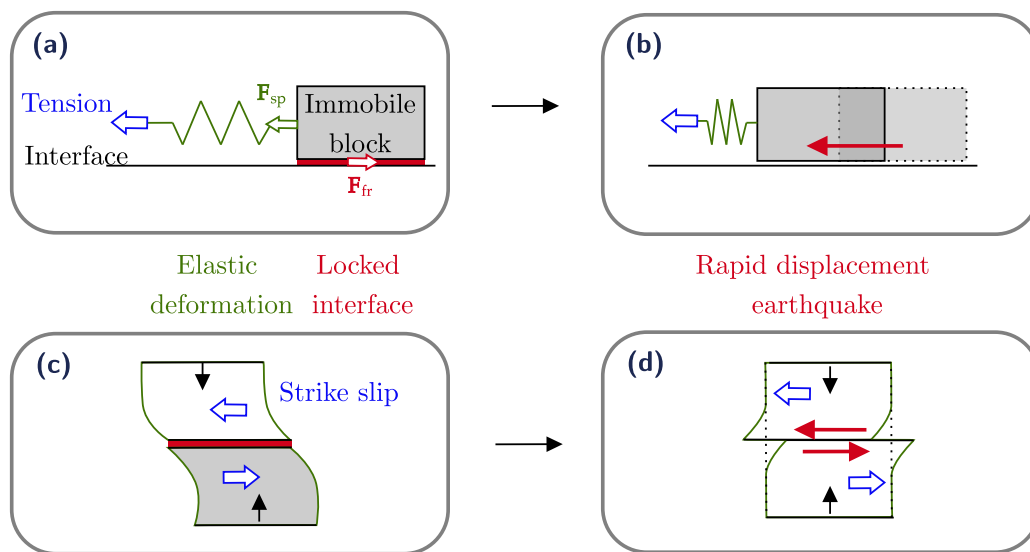 (a)
Tension
F_sp
Immobile
block
Interface
F_fr
(b)
Elastic
deformation
Locked
interface
Rapid displacement
earthquake
(c)
Strike slip
(d)